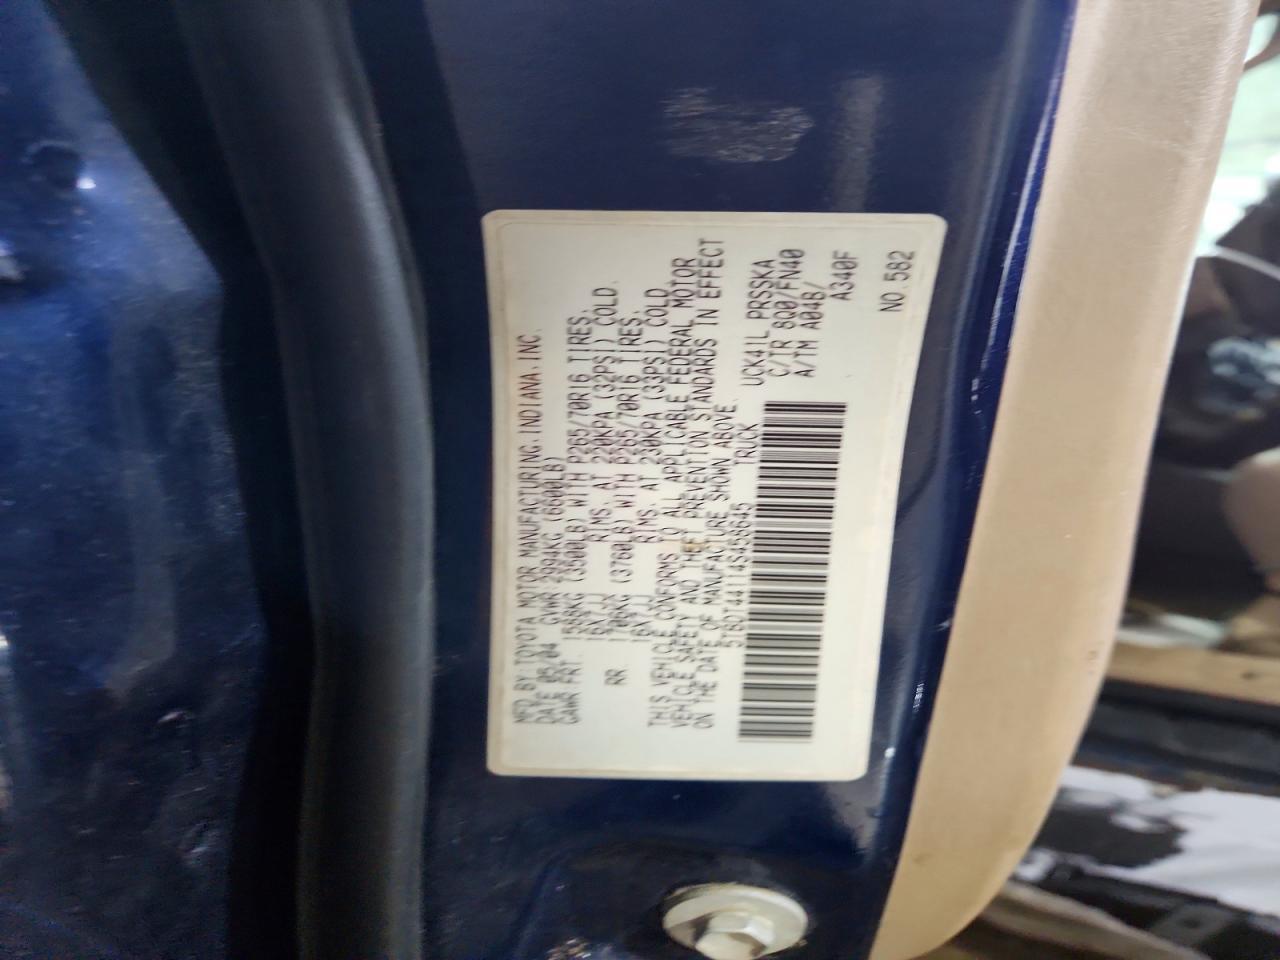 MFD BY TOYOTA MOTOR MANUFACTURING, INDIANA, INC.
DATE 05/04 GVWR 2994KG (6600LB)
GAWR FRT. 1588KG (3500LB) WITH P265/70R16 TIRES.
16X7JJ RIMS. AT 220KPA (32PSI) COLD.
RR 1706KG (3760LB) WITH P265/70R16 TIRES.
16X7JJ RIMS. AT 230KPA (33PSI) COLD.
THIS VEHICLE CONFORMS TO ALL APPLICABLE FEDERAL MOTOR
VEHICLE SAFETY AND THEFT PREVENTION STANDARDS IN EFFECT
ON THE DATE OF MANUFACTURE SHOWN ABOVE.
5TBDT44114S458645 TRUCK
UCK41L PRSSKA
C/TR 8Q0/FN40
A/TM A04B/
A340F
NO.582